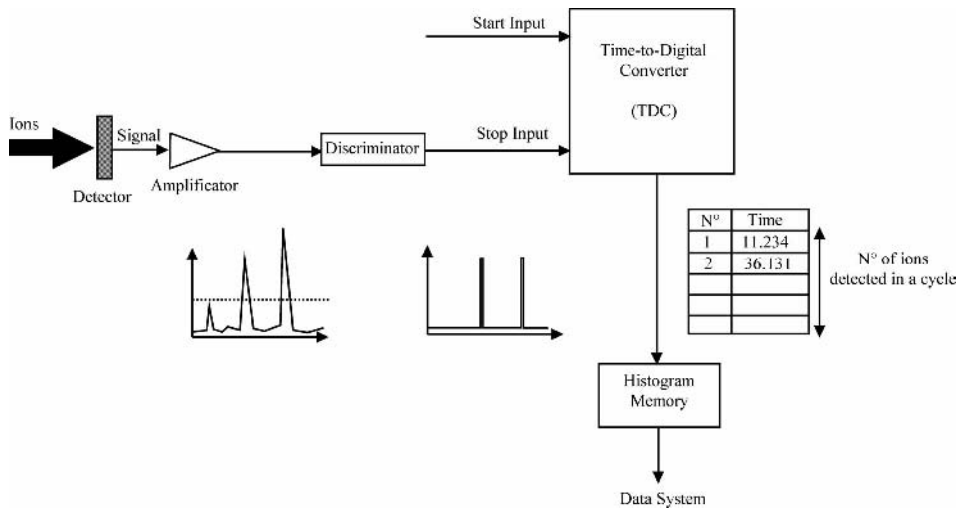 Start Input
Time-to-Digital
Converter
(TDC)
Ions
Signal
Discriminator
Stop Input
Detector
Amplificator
N° Time
1 11.234
2 36.131
N° of ions
detected in a cycle
Histogram
Memory
Data System